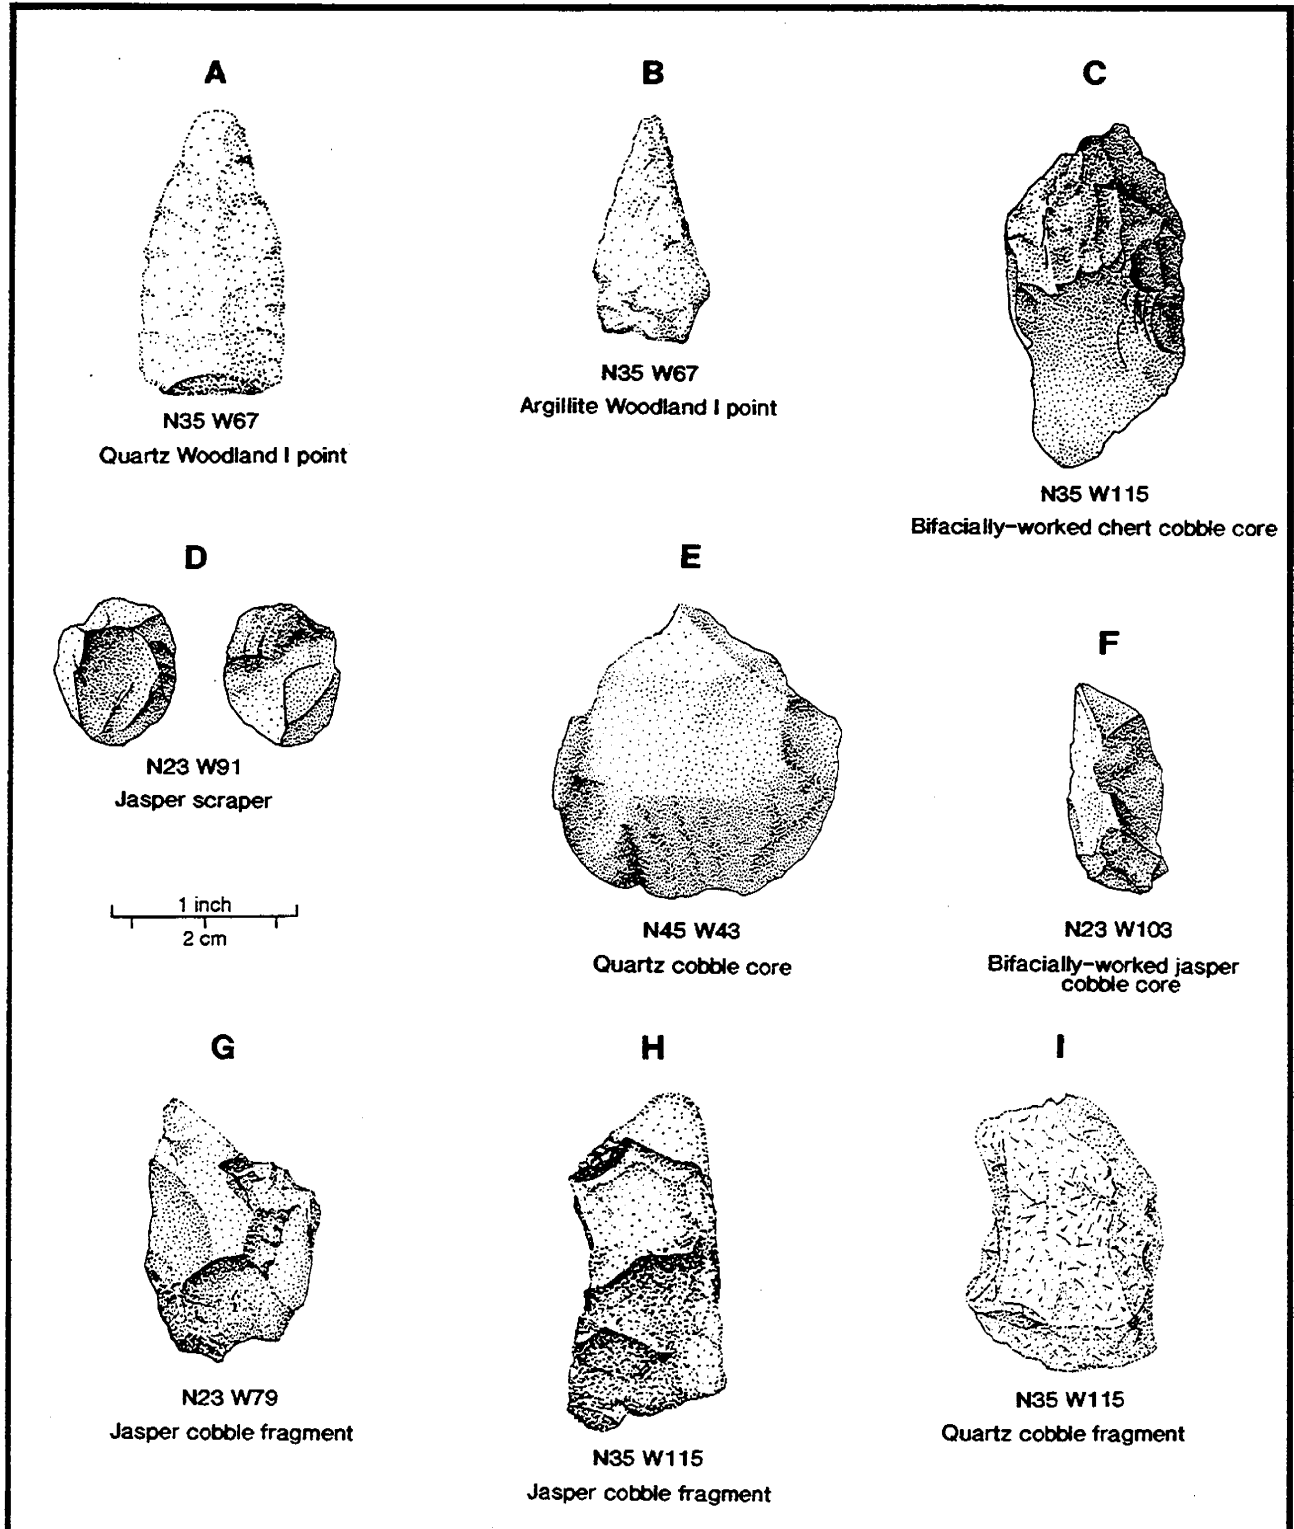 A
B
C
N35 W67
Quartz Woodland I point
N35 W67
Argillite Woodland I point
N35 W115
Bifacially-worked chert cobble core
D
E
F
N23 W91
Jasper scraper
1 inch
2 cm
N45 W43
Quartz cobble core
N23 W103
Bifacially-worked jasper
cobble core
G
H
I
N23 W79
Jasper cobble fragment
N35 W115
Jasper cobble fragment
N35 W115
Quartz cobble fragment